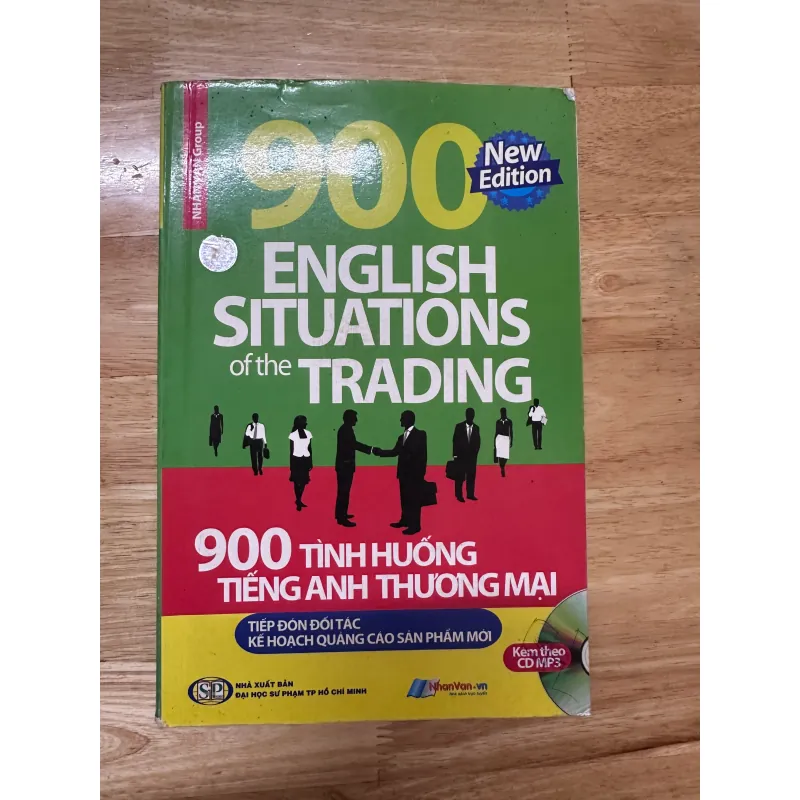 NHANVAN Group
900
New
Edition
ENGLISH
SITUATIONS
of the TRADING
900 TÌNH HUỐNG
TIẾNG ANH THƯƠNG MẠI
TIẾP ĐÓN ĐỐI TÁC
KẾ HOẠCH QUẢNG CÁO SẢN PHẨM MỚI
Kèm theo
CD MP3
NHÀ XUẤT BẢN
ĐẠI HỌC SƯ PHẠM TP HỒ CHÍ MINH
NhanVan.vn